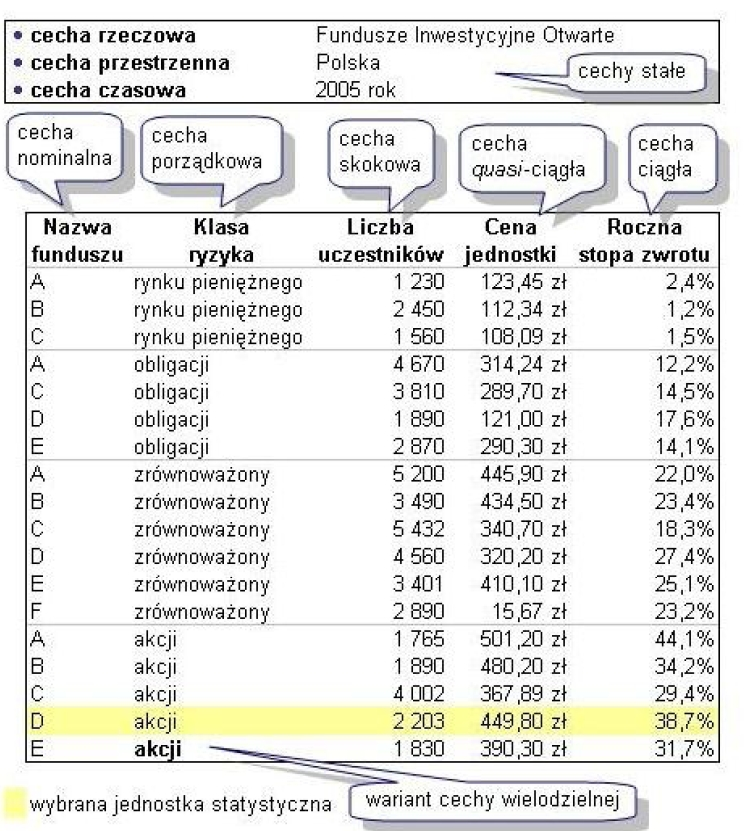 • cecha rzeczowa Fundusze Inwestycyjne Otwarte
• cecha przestrzenna Polska
• cecha czasowa 2005 rok
cechy stałe
cecha nominalna
cecha porządkowa
cecha skokowa
cecha quasi-ciągła
cecha ciągła
Nazwa funduszu Klasa ryzyka Liczba uczestników Cena jednostki Roczna stopa zwrotu
A rynku pieniężnego 1 230 123,45 zł 2,4%
B rynku pieniężnego 2 450 112,34 zł 1,2%
C rynku pieniężnego 1 560 108,09 zł 1,5%
A obligacji 4 670 314,24 zł 12,2%
C obligacji 3 810 289,70 zł 14,5%
D obligacji 1 890 121,00 zł 17,6%
E obligacji 2 870 290,30 zł 14,1%
A zrównoważony 5 200 445,90 zł 22,0%
B zrównoważony 3 490 434,50 zł 23,4%
C zrównoważony 5 432 340,70 zł 18,3%
D zrównoważony 4 560 320,20 zł 27,4%
E zrównoważony 3 401 410,10 zł 25,1%
F zrównoważony 2 890 15,67 zł 23,2%
A akcji 1 765 501,20 zł 44,1%
B akcji 1 890 480,20 zł 34,2%
C akcji 4 002 367,89 zł 29,4%
D akcji 2 203 449,80 zł 38,7%
E akcji 1 830 390,30 zł 31,7%
wybrana jednostka statystyczna
wariant cechy wielodzielnej